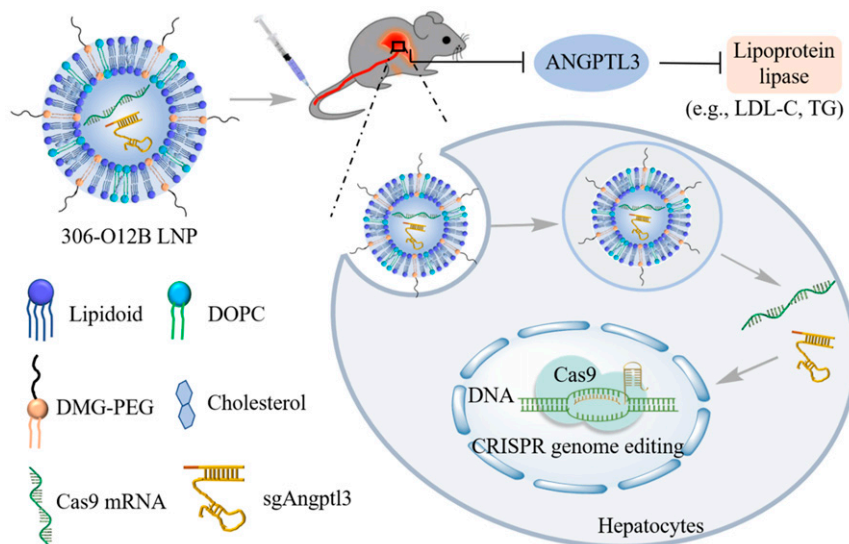 ANGPTL3
Lipoprotein
lipase
(e.g., LDL-C, TG)
306-O12B LNP
Lipidoid
DOPC
DMG-PEG
Cholesterol
Cas9 mRNA
sgAngptl3
Cas9
DNA
CRISPR genome editing
Hepatocytes